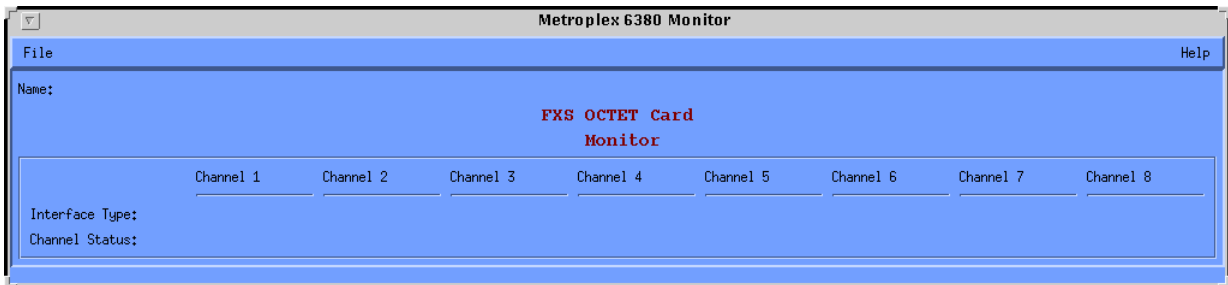 Metroplex 6380 Monitor
File Help
Name:
FXS OCTET Card
Monitor
Channel 1 Channel 2 Channel 3 Channel 4 Channel 5 Channel 6 Channel 7 Channel 8
Interface Type:
Channel Status: